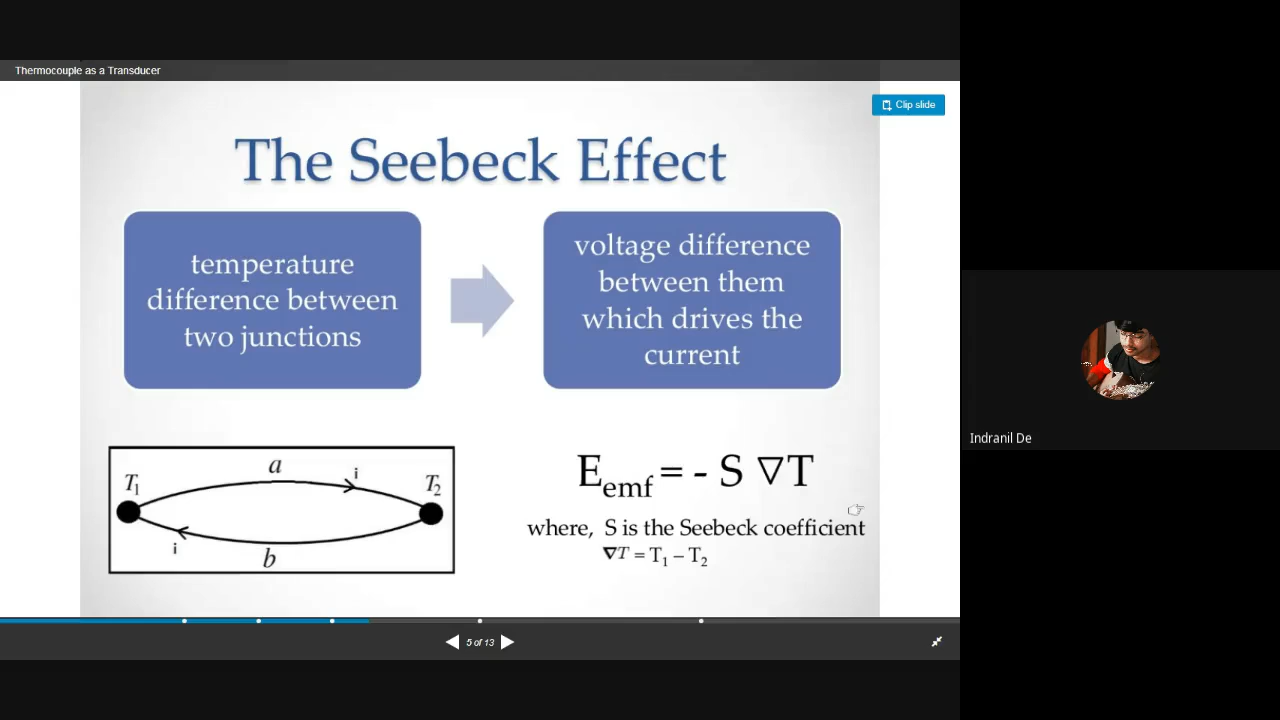 Thermocouple as a Transducer
Clip slide
The Seebeck Effect
temperature
difference between
two junctions
voltage difference
between them
which drives the
current
a
i
T1
T2
i
b
Eemf = - S ∇T
where, S is the Seebeck coefficient
∇T = T1 – T2
5 of 13
Indranil De